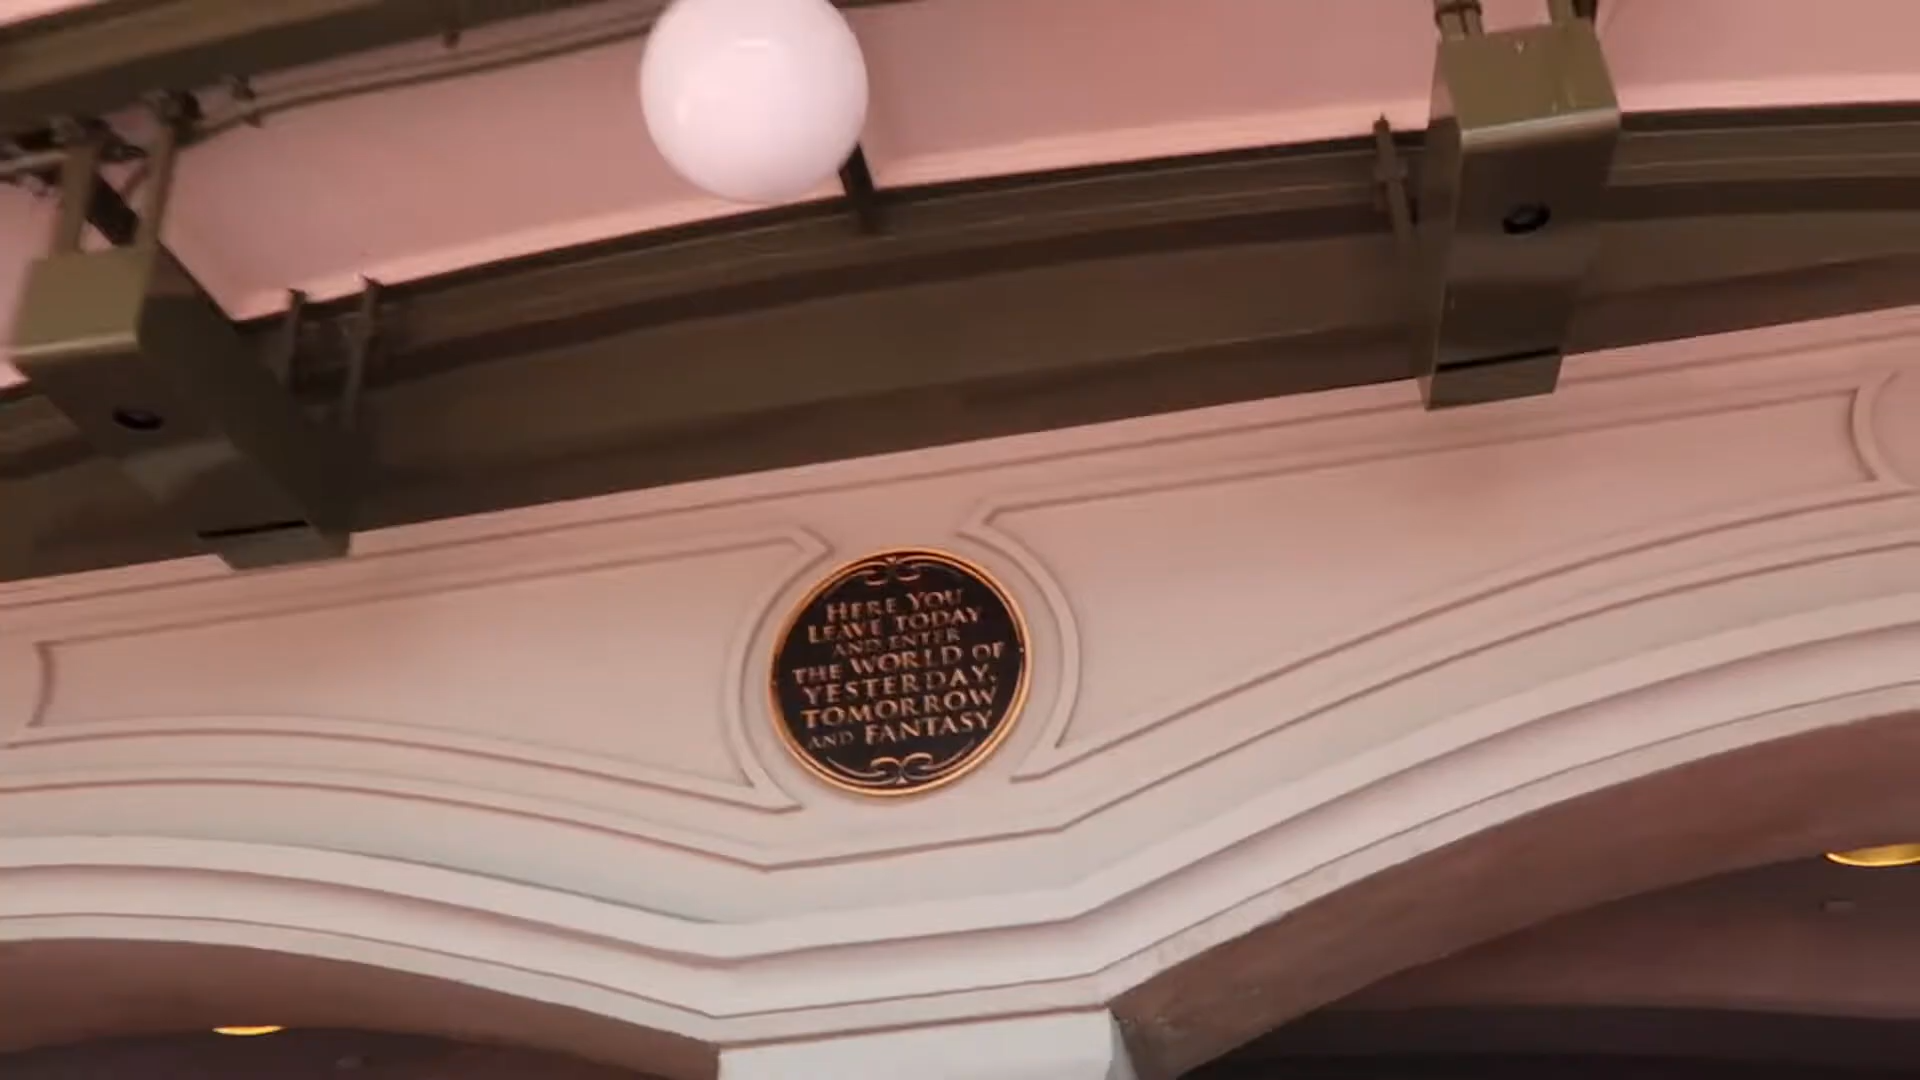 HERE YOU
LEAVE TODAY
AND ENTER
THE WORLD OF
YESTERDAY,
TOMORROW
AND FANTASY